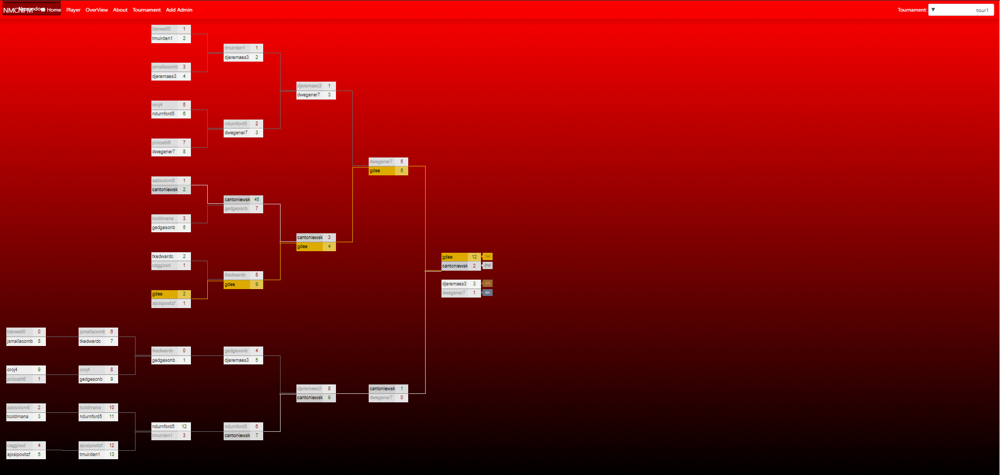 NMCNPM Home Player OverView About Tournament Add Admin Tournament: ▼ tour1
blerwell0 1
tmuirden1 2
jsmallacomb 3
djeremaes3 4
oroj4 5
ndurnford5 6
priccetti6 7
dwegener7 8
aabsolom8 1
cantoniewsk 2
tcoldmana 3
gedgesonb 5
tkedwardc 2
caggissd 1
gdee 2
ajosipovitzf 1
tmuirden1 1
djeremaes3 2
ndurnford5 2
dwegener7 3
cantoniewsk 45
gedgesonb 7
tkedwardc 8
gdee 9
djeremaes3 1
dwegener7 3
cantoniewsk 3
gdee 4
dwegener7 5
gdee 6
gdee 12 1st
cantoniewsk 2 2nd
djeremaes3 3 3rd
dwegener7 1 4th
blerwell0 0
jsmallacomb 8
oroj4 9
priccetti6 1
aabsolom8 2
tcoldmana 3
caggissd 4
ajosipovitzf 5
jsmallacomb 6
tkedwardc 7
oroj4 8
gedgesonb 9
tcoldmana 10
ndurnford5 11
ajosipovitzf 12
tmuirden1 13
tkedwardc 0
gedgesonb 1
ndurnford5 12
tmuirden1 3
gedgesonb 4
djeremaes3 5
ndurnford5 6
cantoniewsk 7
djeremaes3 8
cantoniewsk 9
cantoniewsk 1
dwegener7 0